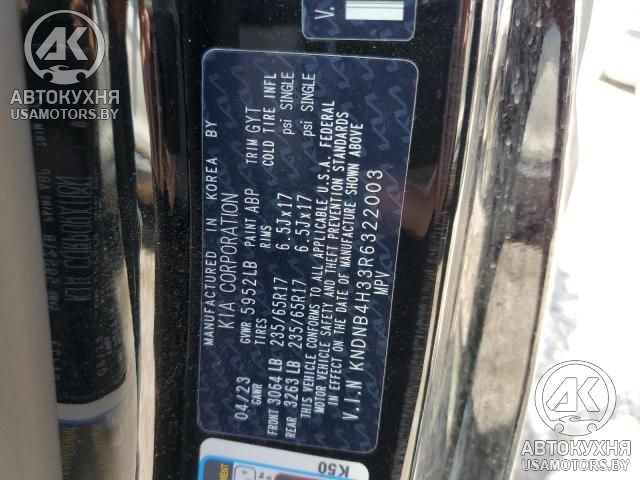 АК
АВТОКУХНЯ
USAMOTORS.BY
MANUFACTURED IN KOREA BY
KIA CORPORATION
04/23 GVWR 5952LB PAINT ABP TRIM GYT
GAWR TIRES RIMS COLD TIRE INFL
FRONT 3064LB 235/65R17 6.5Jx17 psi SINGLE
REAR 3263LB 235/65R17 6.5Jx17 psi SINGLE
THIS VEHICLE CONFORMS TO ALL APPLICABLE U.S.A. FEDERAL
MOTOR VEHICLE SAFETY AND THEFT PREVENTION STANDARDS
IN EFFECT ON THE DATE OF MANUFACTURE SHOWN ABOVE
V.I.N KNDNB4H33R6322003
MPV
V.
K50
АК
АВТОКУХНЯ
USAMOTORS.BY